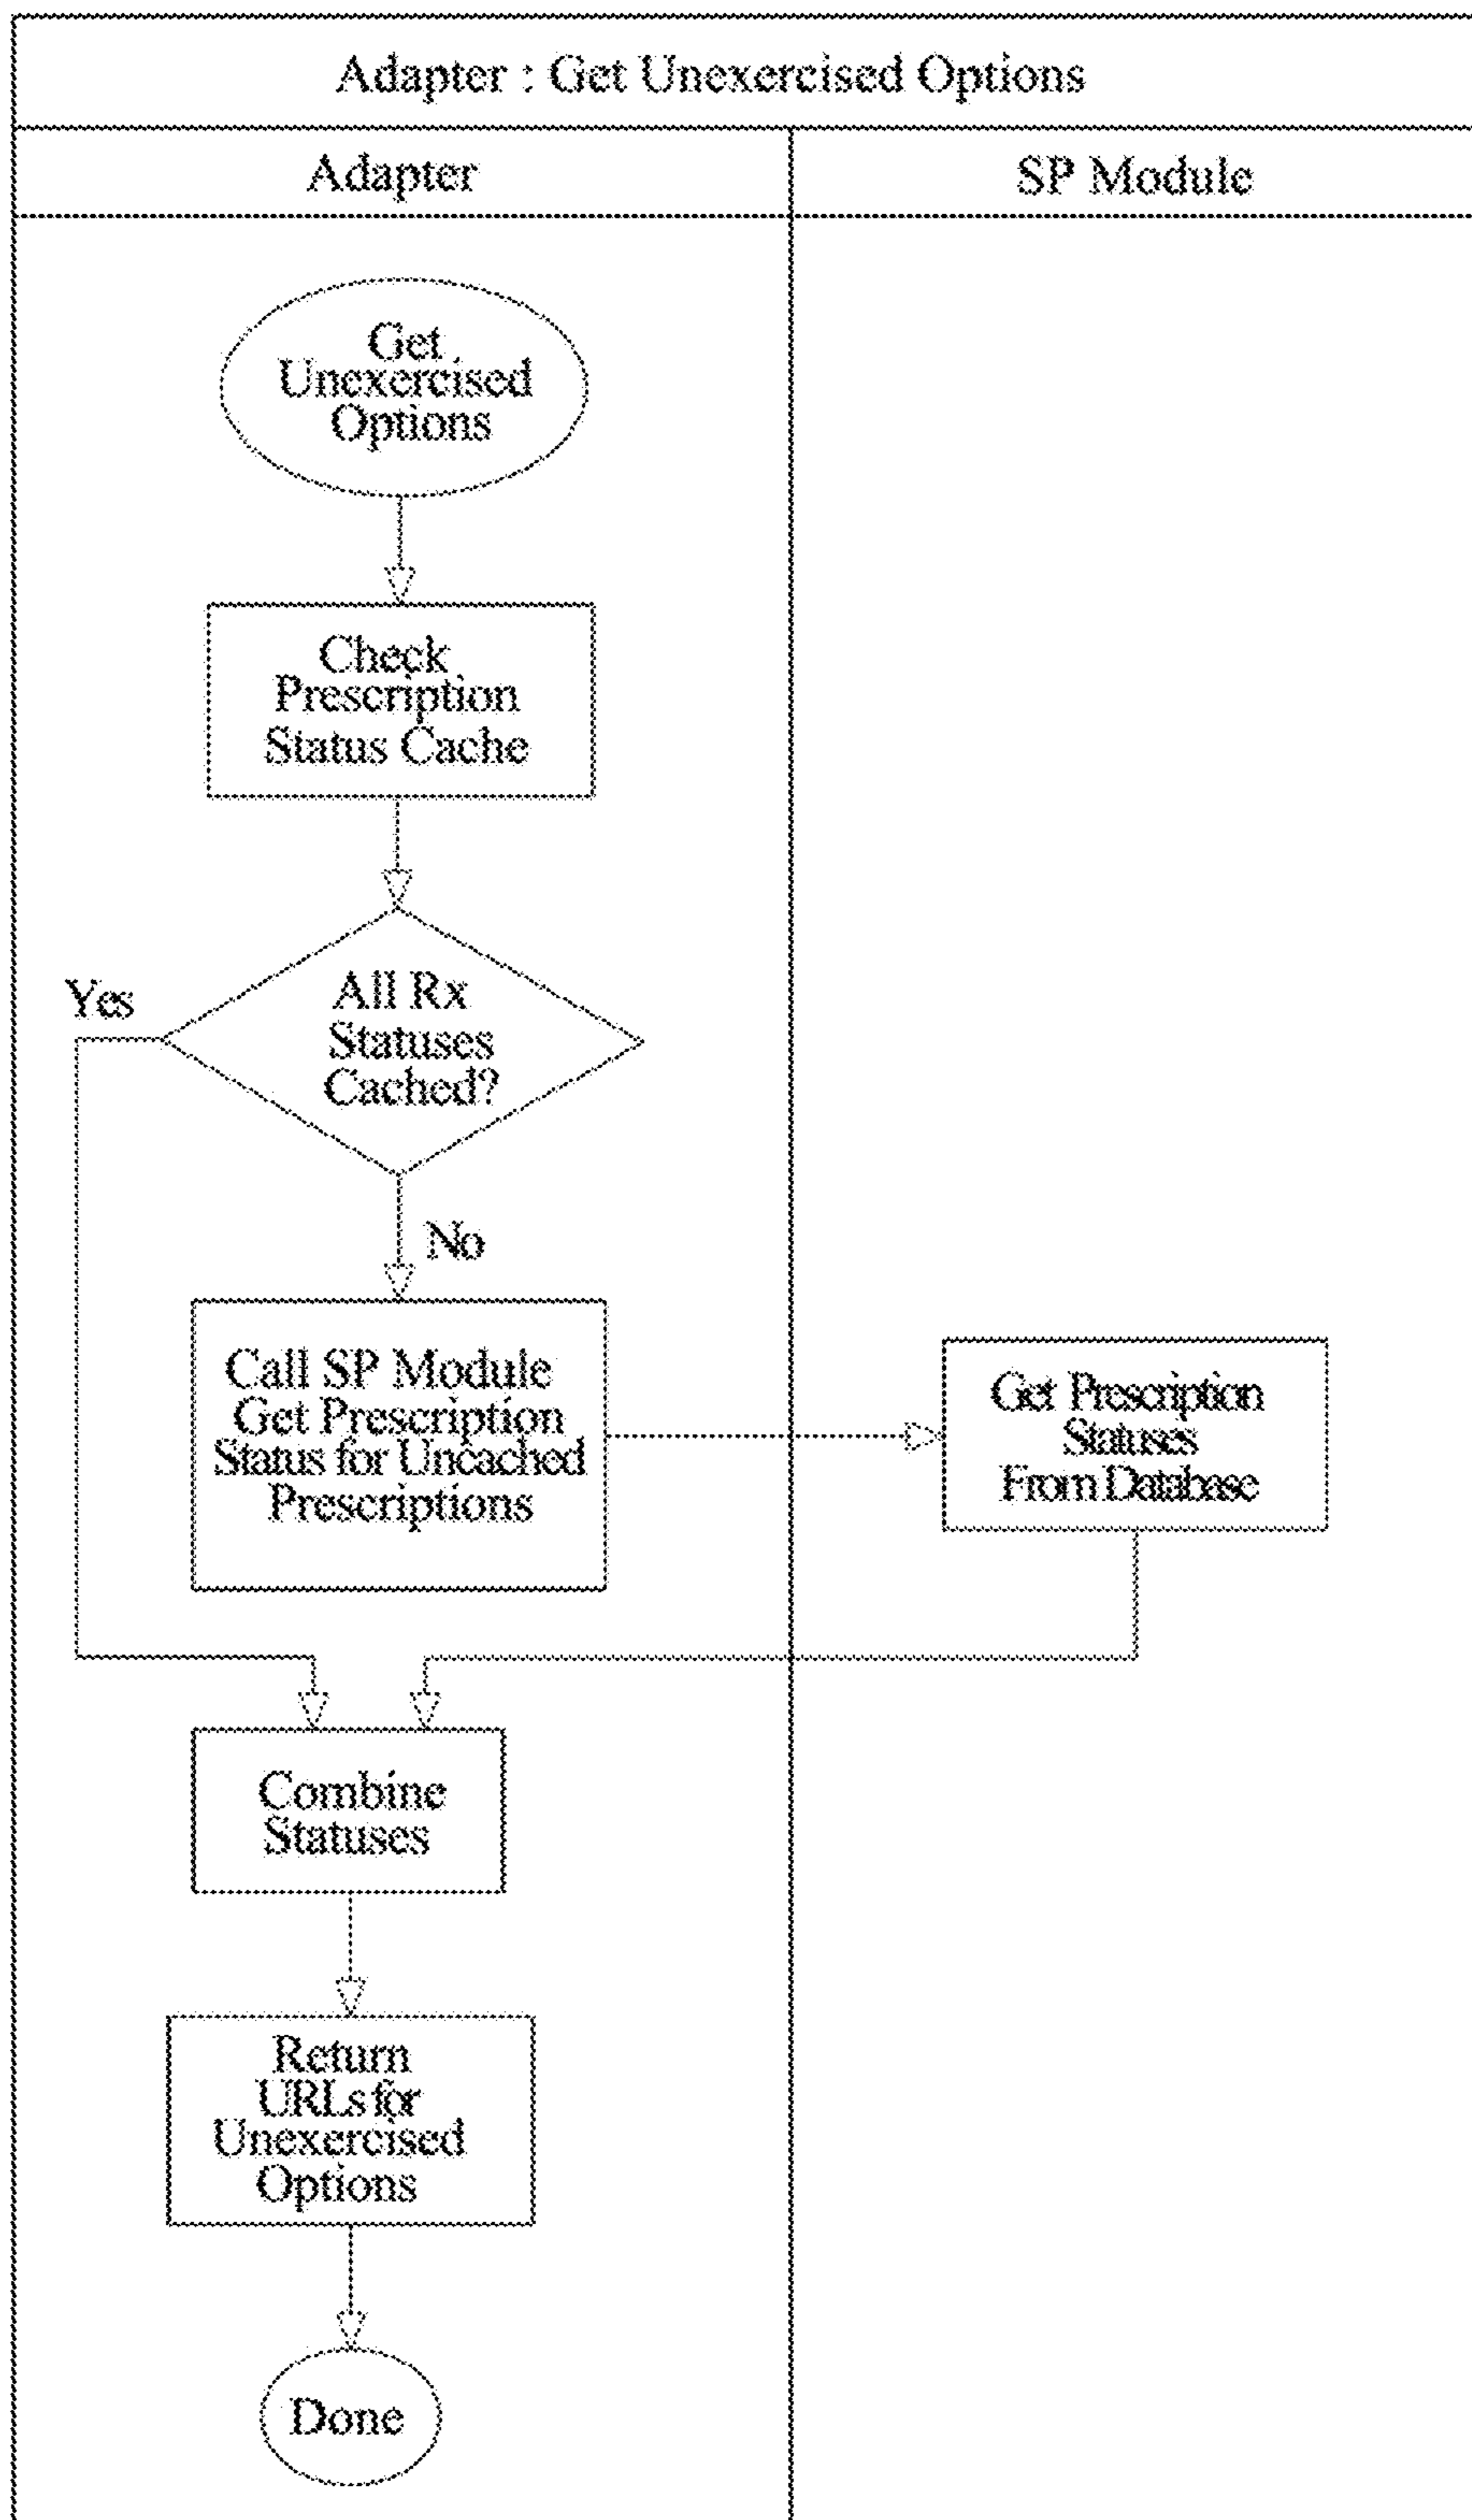 Adapter : Get Unexercised Options
Adapter
SP Module
Get
Unexercised
Options
Check
Prescription
Status Cache
Yes
All Rx
Statuses
Cached?
No
Call SP Module
Get Prescription
Status for Uncached
Prescriptions
Get Prescription
Statuses
From Database
Combine
Statuses
Return
URLs for
Unexercised
Options
Done